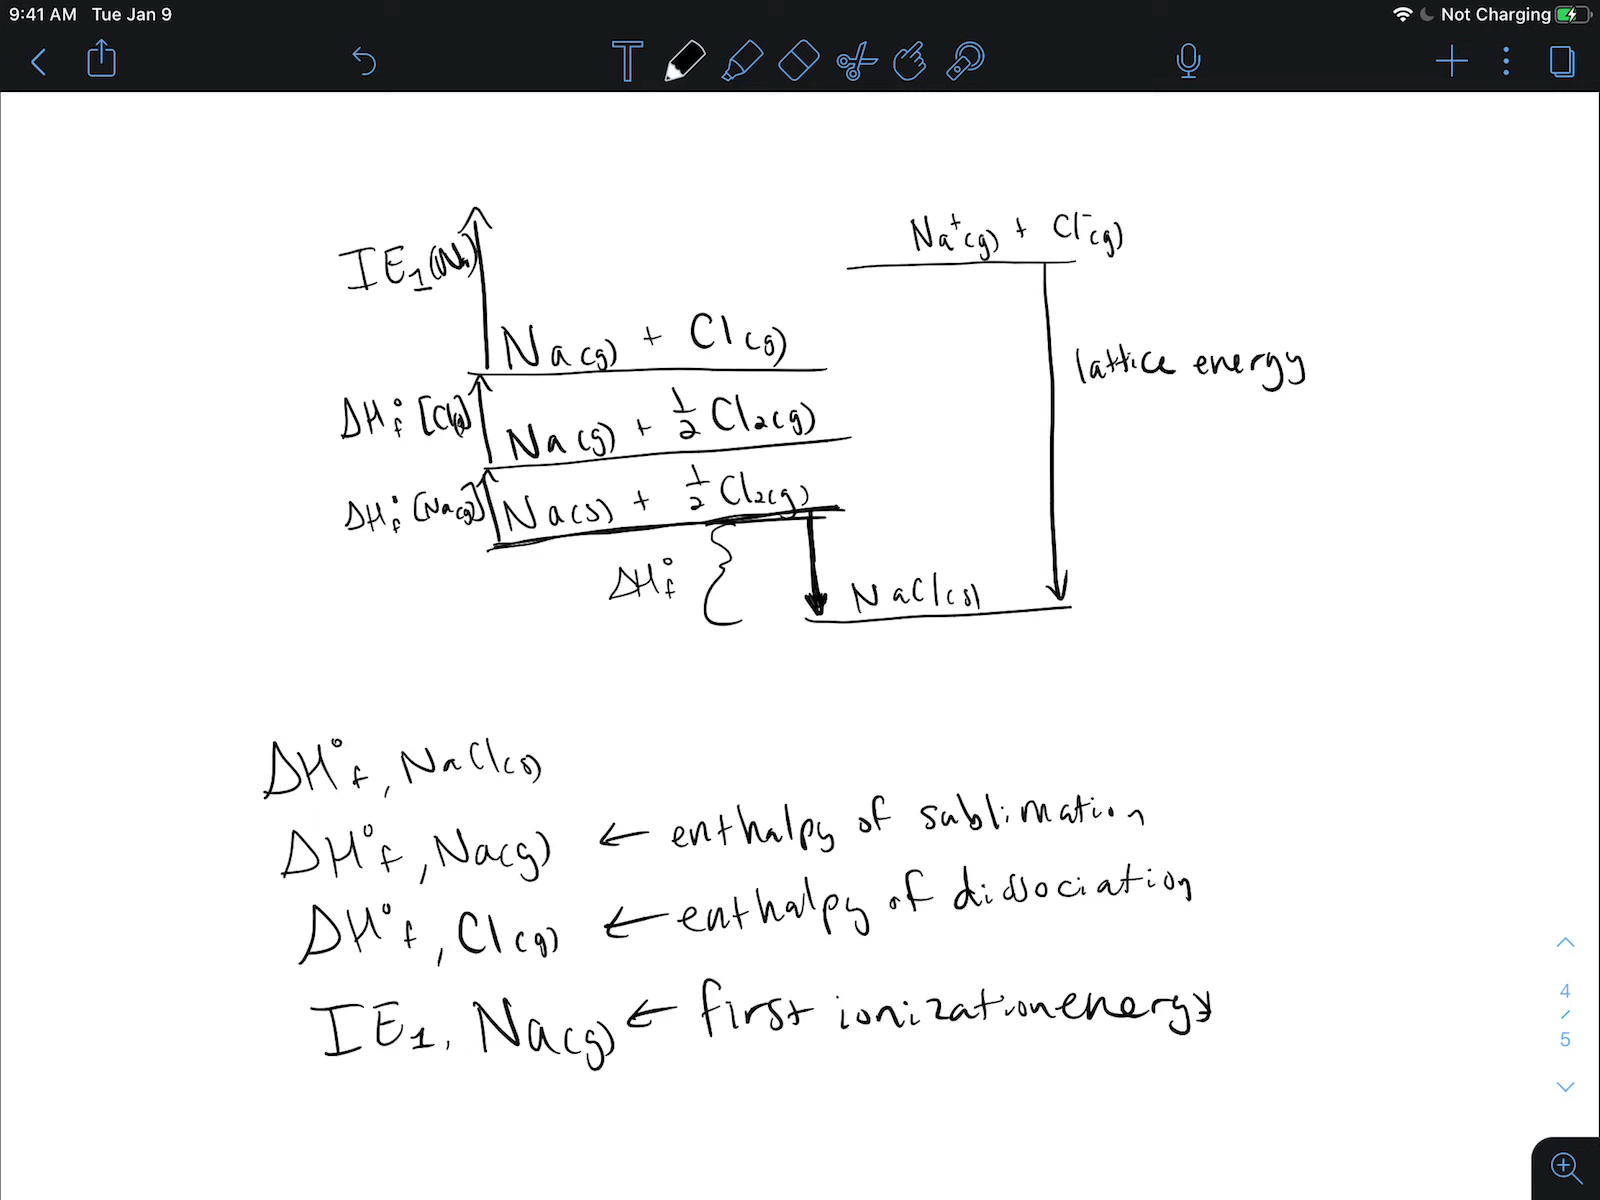 9:41 AM Tue Jan 9
Not Charging
T
Na⁺(g) + Cl⁻(g)
IE₁(Na)
Na(g) + Cl(g)
lattice energy
ΔH°f [Cl(g)]
Na(g) + ½ Cl₂(g)
ΔH°f [Na(g)]
Na(s) + ½ Cl₂(g)
ΔH°f
NaCl(s)
ΔH°f, NaCl(s)
ΔH°f, Na(g) ← enthalpy of sublimation
ΔH°f, Cl(g) ← enthalpy of dissociation
IE₁, Na(g) ← first ionization energy
4
/
5